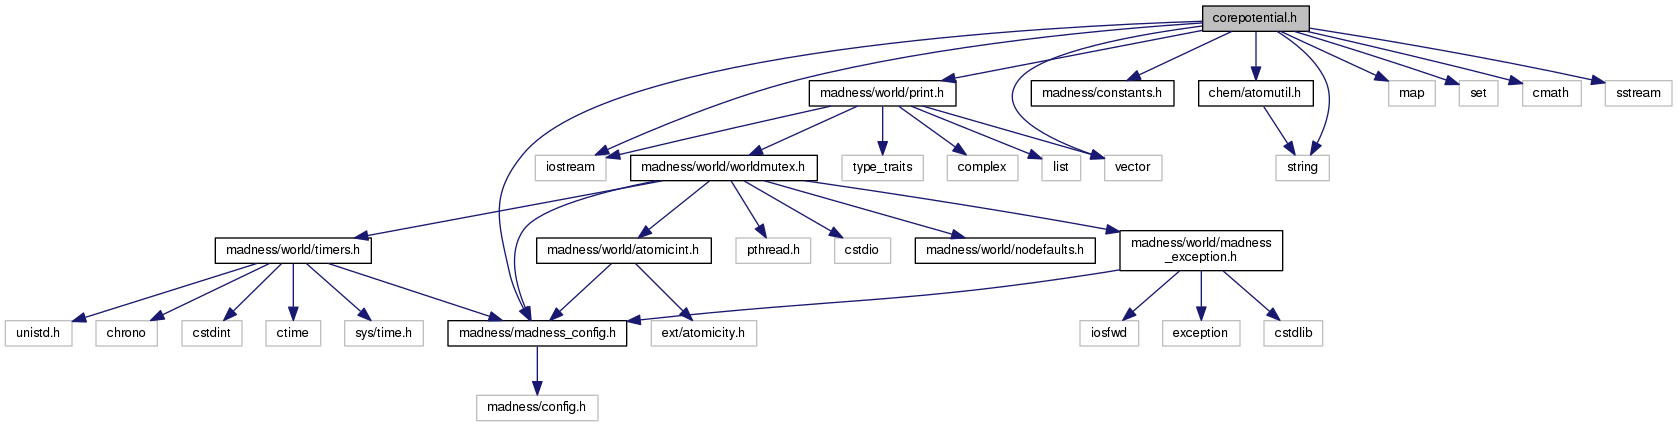 corepotential.h
madness/world/print.h
madness/constants.h
chem/atomutil.h
map
set
cmath
sstream
iostream
madness/world/worldmutex.h
type_traits
complex
list
vector
string
madness/world/timers.h
madness/world/atomicint.h
pthread.h
cstdio
madness/world/nodefaults.h
madness/world/madness
_exception.h
unistd.h
chrono
cstdint
ctime
sys/time.h
madness/madness_config.h
ext/atomicity.h
iosfwd
exception
cstdlib
madness/config.h